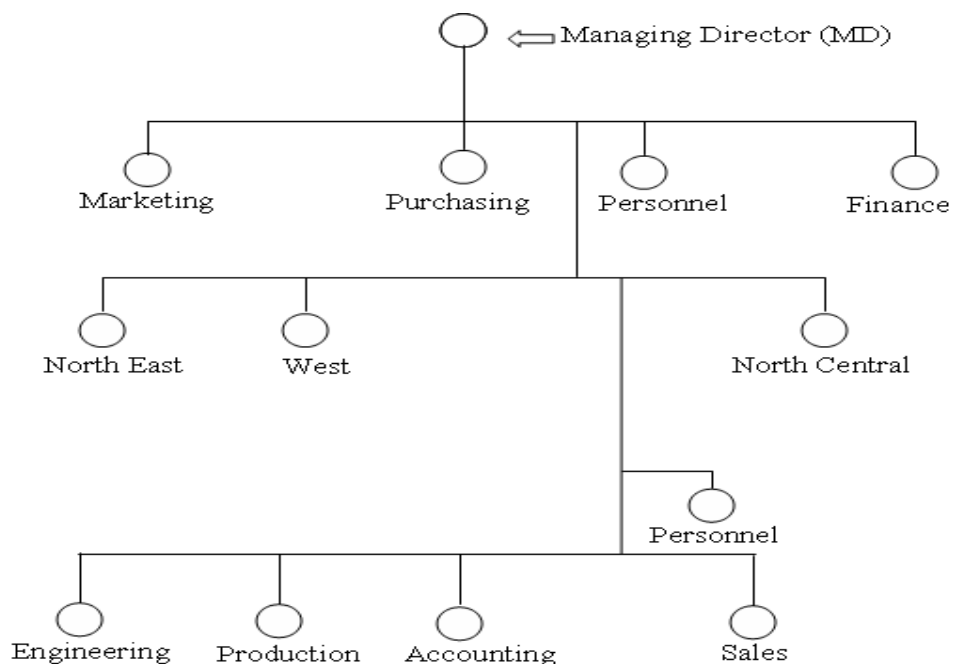 Managing Director (MD)
Marketing
Purchasing
Personnel
Finance
North East
West
North Central
Personnel
Engineering
Production
Accounting
Sales